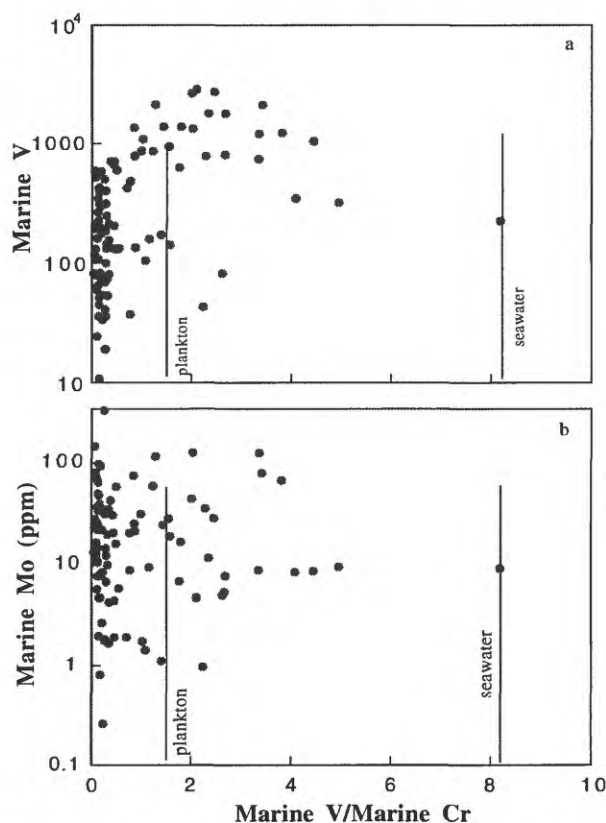 10⁴
a
1000
Marine V
100
plankton
seawater
10
b
100
Marine Mo (ppm)
10
1
plankton
seawater
0.1
0 2 4 6 8 10
Marine V/Marine Cr